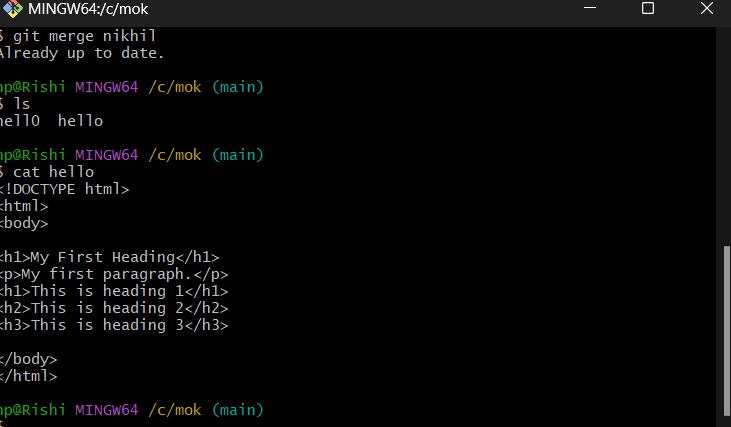 MINGW64:/c/mok
$ git merge nikhil
Already up to date.
hp@Rishi MINGW64 /c/mok (main)
$ ls
hell0  hello
hp@Rishi MINGW64 /c/mok (main)
$ cat hello
<!DOCTYPE html>
<html>
<body>
<h1>My First Heading</h1>
<p>My first paragraph.</p>
<h1>This is heading 1</h1>
<h2>This is heading 2</h2>
<h3>This is heading 3</h3>
</body>
</html>
hp@Rishi MINGW64 /c/mok (main)
$